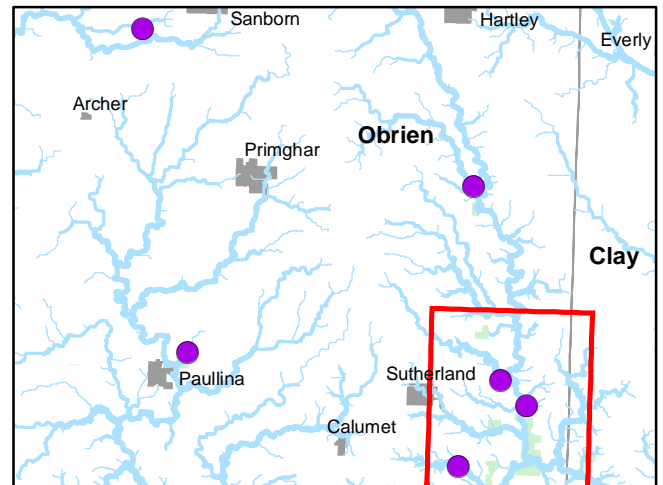 Sanborn
Hartley
Everly
Archer
Obrien
Primghar
Clay
Sutherland
Paullina
Calumet